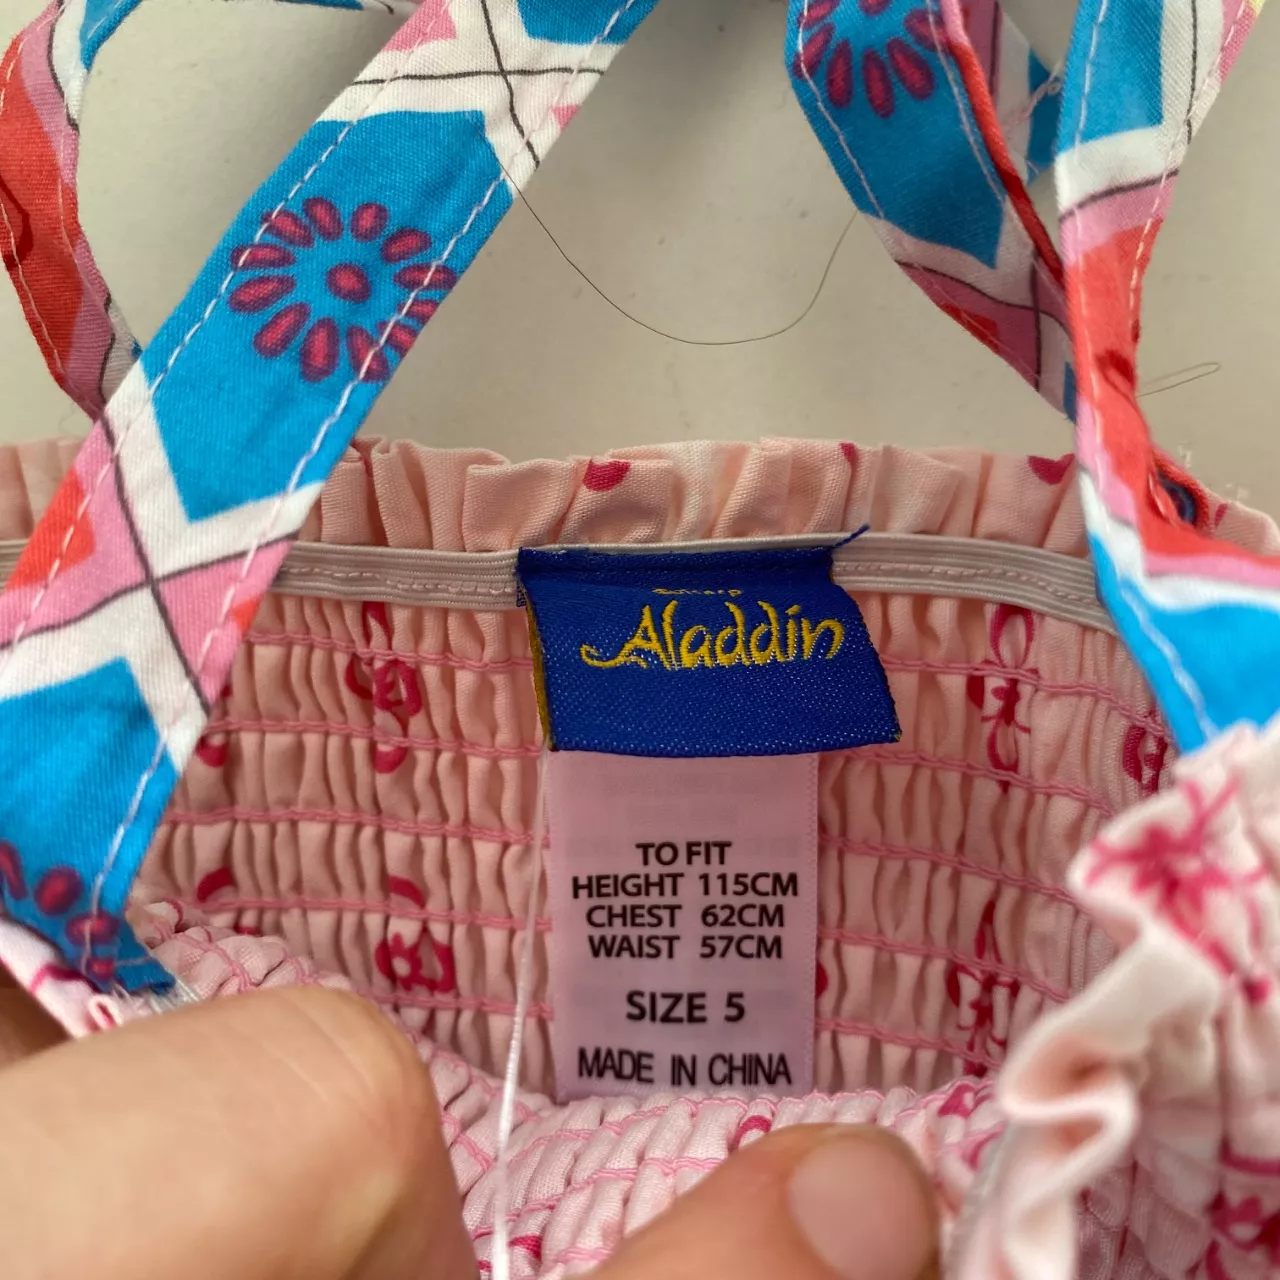 Aladdin
TO FIT
HEIGHT 115CM
CHEST 62CM
WAIST 57CM
SIZE 5
MADE IN CHINA